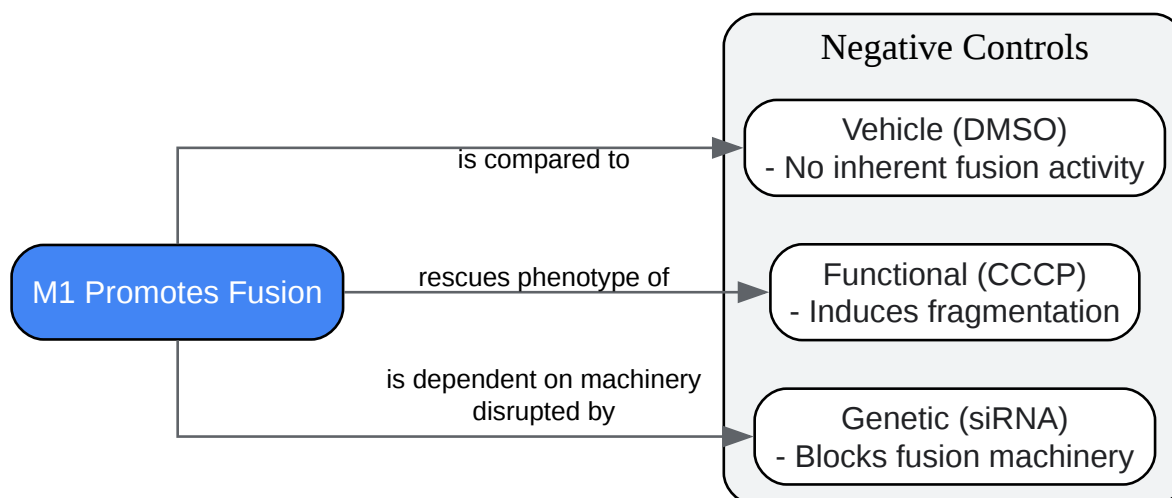 Negative Controls
Vehicle (DMSO)
- No inherent fusion activity
is compared to
M1 Promotes Fusion
rescues phenotype of
Functional (CCCP)
- Induces fragmentation
is dependent on machinery
disrupted by
Genetic (siRNA)
- Blocks fusion machinery